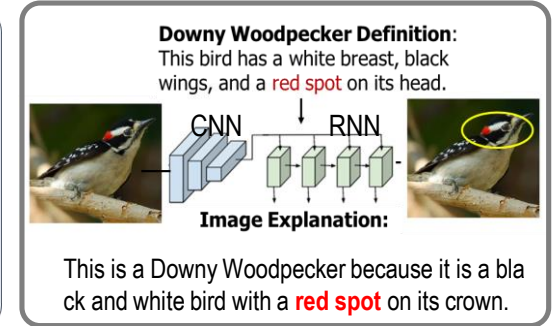 Downy Woodpecker Definition:
This bird has a white breast, black
wings, and a red spot on its head.
CNN
RNN
Image Explanation:
This is a Downy Woodpecker because it is a bla
ck and white bird with a red spot on its crown.